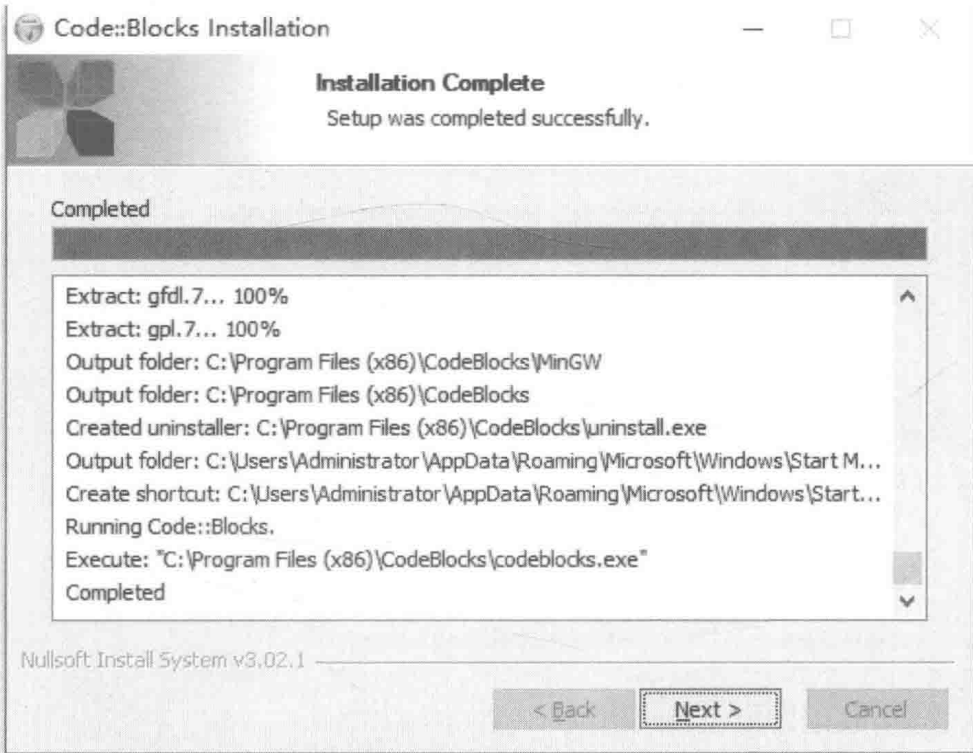 Code::Blocks Installation
Installation Complete
Setup was completed successfully.
Completed
Extract: gfdl.7... 100%
Extract: gpl.7... 100%
Output folder: C:\Program Files (x86)\CodeBlocks\MinGW
Output folder: C:\Program Files (x86)\CodeBlocks
Created uninstaller: C:\Program Files (x86)\CodeBlocks\uninstall.exe
Output folder: C:\Users\Administrator\AppData\Roaming\Microsoft\Windows\Start M...
Create shortcut: C:\Users\Administrator\AppData\Roaming\Microsoft\Windows\Start...
Running Code::Blocks.
Execute: "C:\Program Files (x86)\CodeBlocks\codeblocks.exe"
Completed
Nullsoft Install System v3.02.1
< Back Next > Cancel